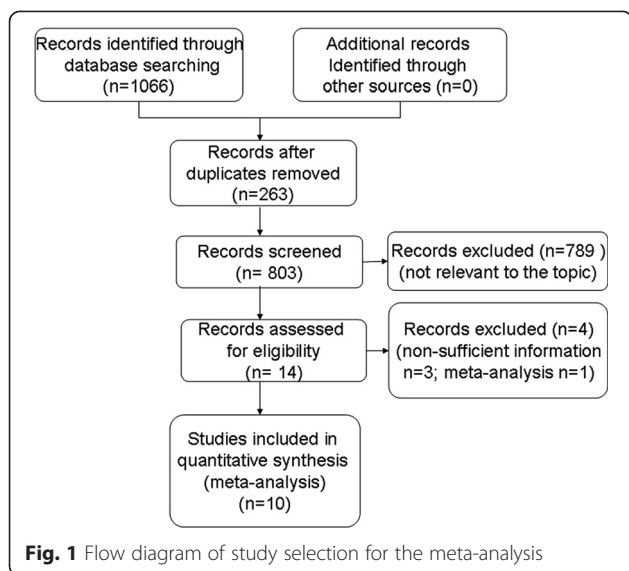 Records identified through
database searching
(n=1066)
Additional records
Identified through
other sources (n=0)
Records after
duplicates removed
(n=263)
Records screened
(n= 803)
Records excluded (n=789 )
(not relevant to the topic)
Records assessed
for eligibility
(n= 14)
Records excluded (n=4)
(non-sufficient information
n=3; meta-analysis n=1)
Studies included in
quantitative synthesis
(meta-analysis)
(n=10)
Fig. 1 Flow diagram of study selection for the meta-analysis